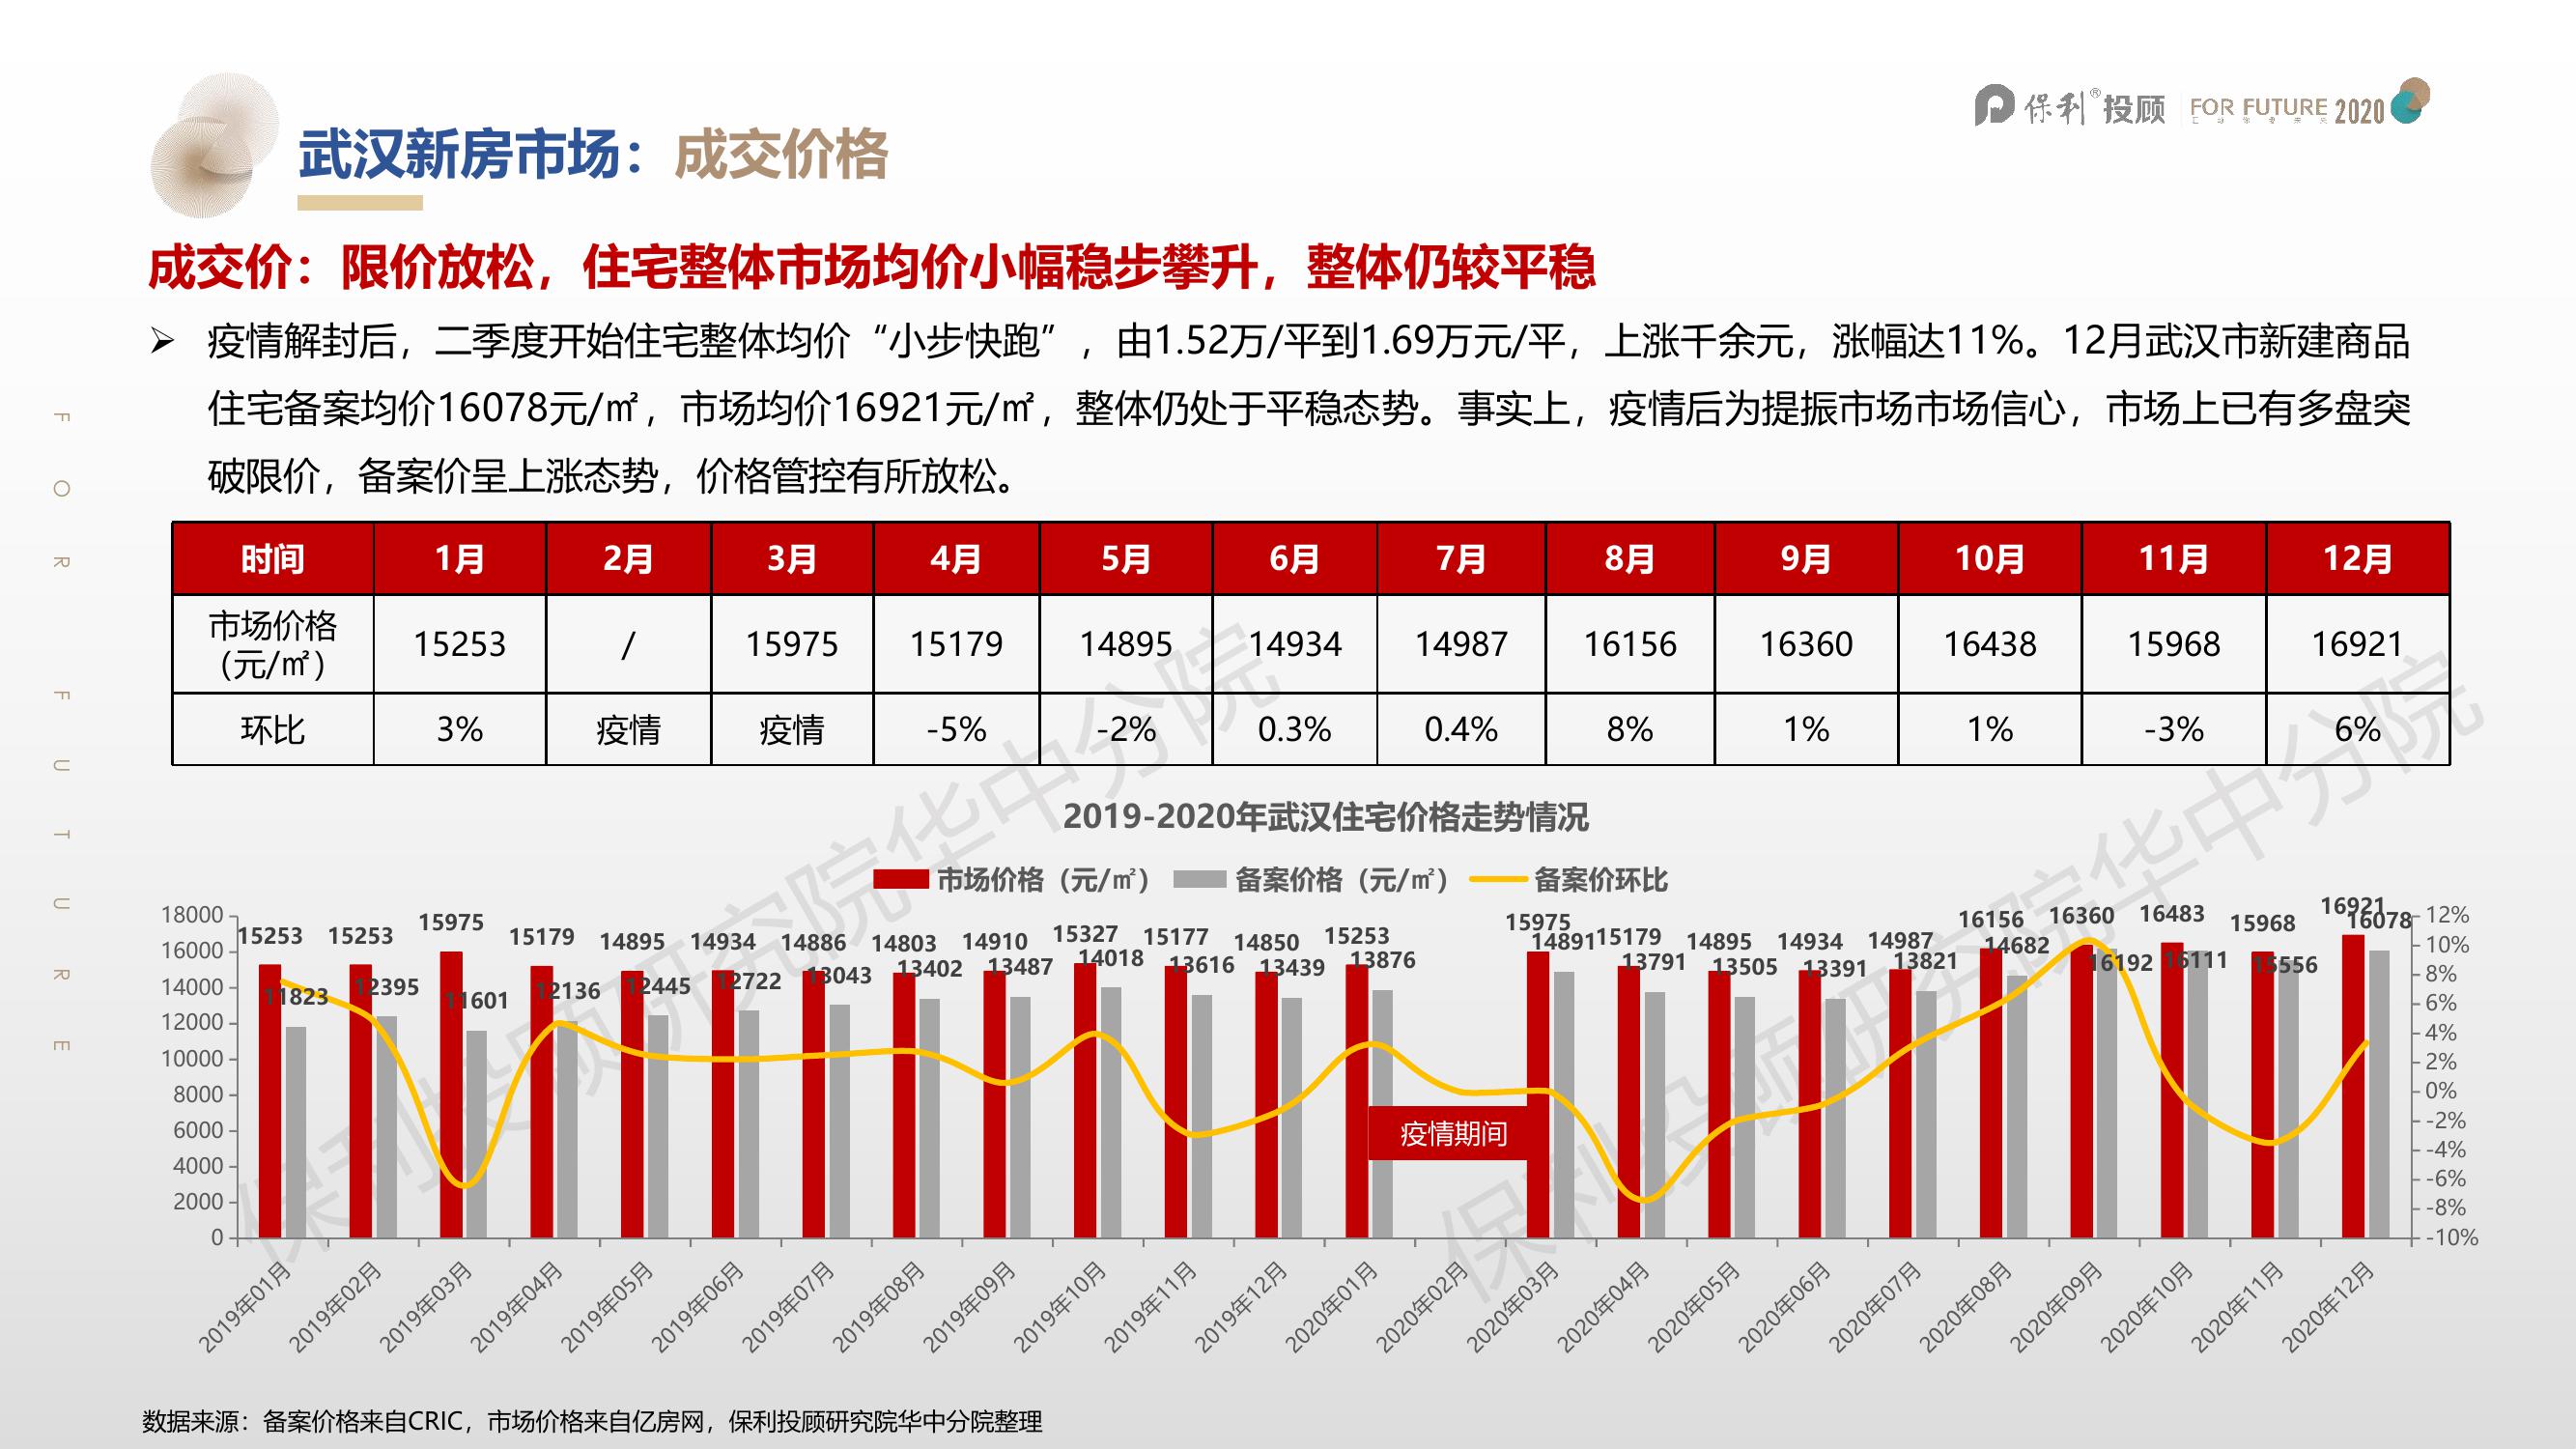 保利®投顾 FOR FUTURE 2020
武汉新房市场：成交价格
成交价：限价放松，住宅整体市场均价小幅稳步攀升，整体仍较平稳
➢ 疫情解封后，二季度开始住宅整体均价“小步快跑”，由1.52万/平到1.69万元/平，上涨千余元，涨幅达11%。12月武汉市新建商品
住宅备案均价16078元/㎡，市场均价16921元/㎡，整体仍处于平稳态势。事实上，疫情后为提振市场市场信心，市场上已有多盘突
破限价，备案价呈上涨态势，价格管控有所放松。
FOR FUTURE
时间 1月 2月 3月 4月 5月 6月 7月 8月 9月 10月 11月 12月
市场价格
（元/㎡） 15253 / 15975 15179 14895 14934 14987 16156 16360 16438 15968 16921
环比 3% 疫情 疫情 -5% -2% 0.3% 0.4% 8% 1% 1% -3% 6%
2019-2020年武汉住宅价格走势情况
市场价格（元/㎡） 备案价格（元/㎡） 备案价环比
18000
16000
14000
12000
10000
8000
6000
4000
2000
0
15253 15253 15975 15179 14895 14934 14886 14803 14910 15327 15177 14850 15253 15975 15179 14895 14934 14987 16156 16360 16483 15968 16921
11823 12395 11601 12136 12445 12722 13043 13402 13487 14018 13616 13439 13876 14891 13791 13505 13391 13821 14682 16192 16111 15556 16078
疫情期间
12%
10%
8%
6%
4%
2%
0%
-2%
-4%
-6%
-8%
-10%
2019年01月 2019年02月 2019年03月 2019年04月 2019年05月 2019年06月 2019年07月 2019年08月 2019年09月 2019年10月 2019年11月 2019年12月 2020年01月 2020年02月 2020年03月 2020年04月 2020年05月 2020年06月 2020年07月 2020年08月 2020年09月 2020年10月 2020年11月 2020年12月
保利投顾研究院华中分院
保利投顾研究院华中分院
数据来源：备案价格来自CRIC，市场价格来自亿房网，保利投顾研究院华中分院整理